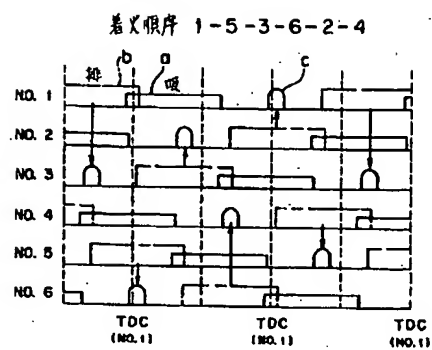 着火順序 1-5-3-6-2-4
b
a
c
排
吸
NO. 1
NO. 2
NO. 3
NO. 4
NO. 5
NO. 6
TDC
(NO.1)
TDC
(NO.1)
TDC
(NO.1)